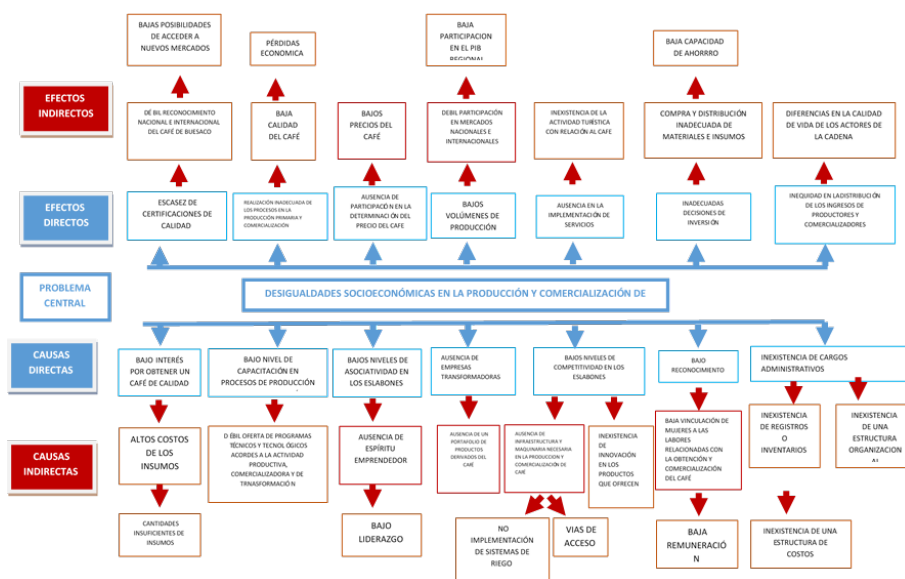 BAJAS POSIBILIDADES
DE ACCEDER A
NUEVOS MERCADOS
PÉRDIDAS
ECONOMICA
BAJA
PARTICIPACION
EN EL PIB
REGIONAL
BAJA CAPACIDAD
DE AHORRRO
EFECTOS
INDIRECTOS
DÉ BIL RECONOCIMIENTO
NACIONAL E INTERNACIONAL
DEL CAFÉ DE BUESACO
BAJA
CALIDAD
DEL CAFÉ
BAJOS
PRECIOS DEL
CAFÉ
DEBIL PARTICIPACIÓN
EN MERCADOS
NACIONALES E
INTERNACIONALES
INEXISTENCIA DE LA
ACTIVIDAD TURÍSTICA
CON RELACIÓN AL CAFE
COMPRA Y DISTRIBUCIÓN
INADECUADA DE
MATERIALES E INSUMOS
DIFERENCIAS EN LA CALIDAD
DE VIDA DE LOS ACTORES DE
LA CADENA
EFECTOS
DIRECTOS
ESCASEZ DE
CERTIFICACIONES DE
CALIDAD
REALIZACIÓN INADECUADA DE
LOS PROCESOS EN LA
PRODUCCIÓN PRIMARIA Y
COMERCIALIZACIÓN
AUSENCIA DE
PARTICIPACIÓ N EN LA
DETERMINACIÓN DEL
PRECIO DEL CAFE
BAJOS
VOLÚMENES DE
PRODUCCIÓN
AUSENCIA EN LA
IMPLEMENTACIÓN DE
SERVICIOS
INADECUADAS
DECISIONES DE
INVERSIÓN
INEQUIDAD EN LADISTRIBUCIÓN
DE LOS INGRESOS DE
PRODUCTORES Y
COMERCIALIZADORES
PROBLEMA
CENTRAL
DESIGUALDADES SOCIOECONÓMICAS EN LA PRODUCCIÓN Y COMERCIALIZACIÓN DE
CAUSAS
DIRECTAS
BAJO INTERÉS
POR OBTENER UN
CAFÉ DE CALIDAD
BAJO NIVEL DE
CAPACITACIÓN EN
PROCESOS DE PRODUCCIÓN
BAJOS NIVELES DE
ASOCIATIVIDAD EN LOS
ESLABONES
AUSENCIA DE
EMPRESAS
TRANSFORMADORAS
BAJOS NIVELES DE
COMPETITIVIDAD EN LOS
ESLABONES
BAJO
RECONOCIMIENTO
INEXISTENCIA DE CARGOS
ADMINISTRATIVOS
CAUSAS
INDIRECTAS
ALTOS COSTOS
DE LOS
INSUMOS
D ÉBIL OFERTA DE PROGRAMAS
TÉCNICOS Y TECNOL ÓGICOS
ACORDES A LA ACTIVIDAD
PRODUCTIVA,
COMERCIALIZADORA Y DE
TRNASFORMACIÓN
AUSENCIA DE
ESPÍRITU
EMPRENDEDOR
AUSENCIA DE UN
PORTAFOLIO DE
PRODUCTOS
DERIVADOS DEL
CAFÉ
AUSENCIA DE
INFRAESTRUCTURA Y
MAQUINARIA NECESARIA
EN LA PRODUCCION Y
COMERCIALIZACIÓN DE
CAFÉ
INEXISTENCIA
DE
INNOVACIÓN
EN LOS
PRODUCTOS
QUE OFRECEN
BAJA VINCULACIÓN DE
MUJERES A LAS
LABORES
RELACIONADAS CON
LA OBTENCIÓN Y
COMERCIALIZACIÓN
DEL CAFÉ
INEXISTENCIA
DE REGISTROS
O
INVENTARIOS
INEXISTENCIA
DE UNA
ESTRUCTURA
ORGANIZACIONAL
CANTIDADES
INSUFICIENTES DE
INSUMOS
BAJO
LIDERAZGO
NO
IMPLEMENTACIÓN
DE SISTEMAS DE
RIEGO
VIAS DE
ACCESO
BAJA
REMUNERACIÓ
N
INEXISTENCIA DE UNA
ESTRUCTURA DE
COSTOS